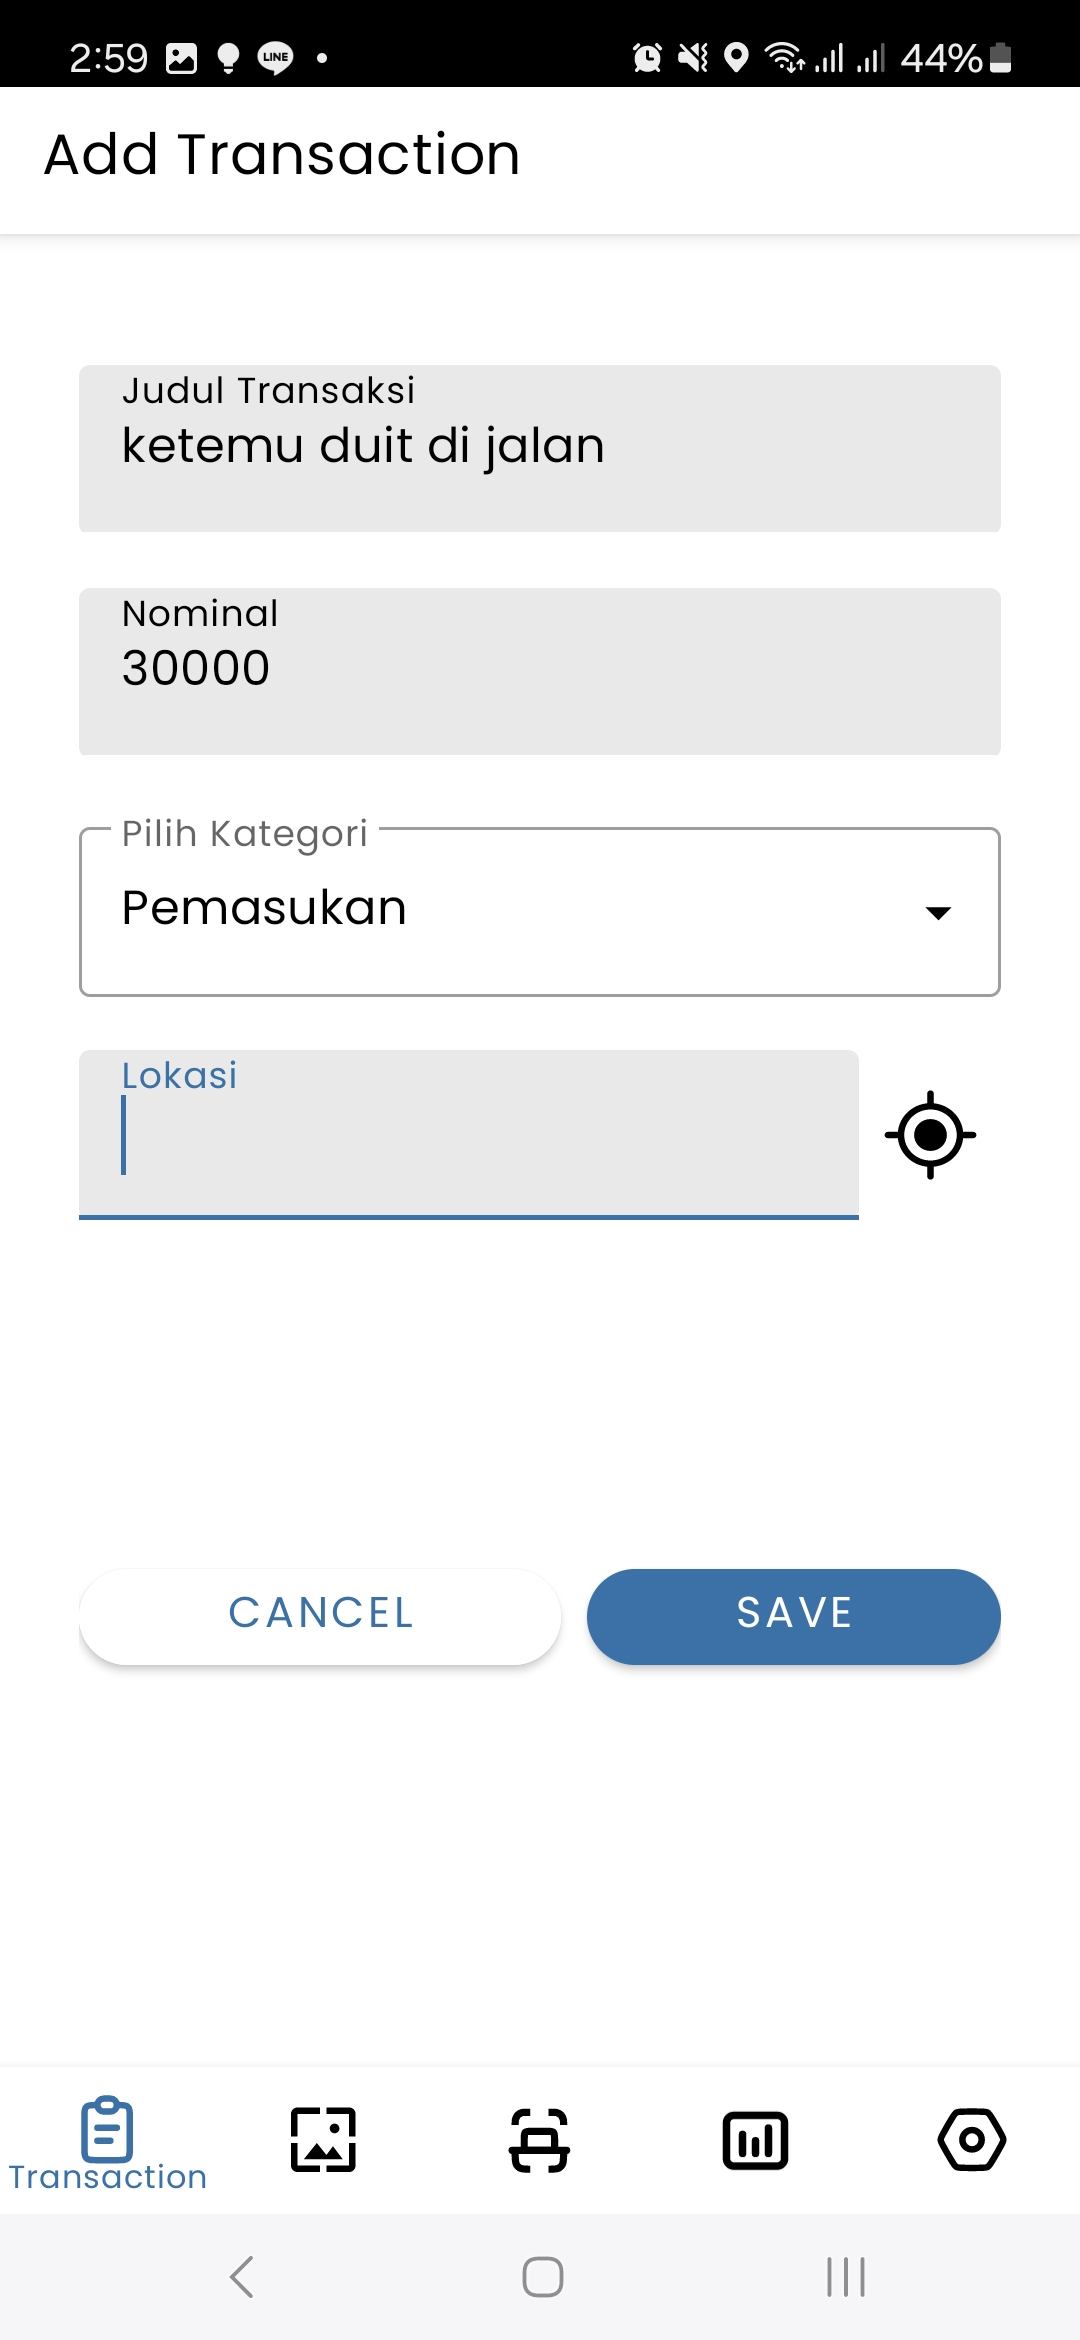 2:59 LINE 44%
Add Transaction
Judul Transaksi
ketemu duit di jalan
Nominal
30000
Pilih Kategori
Pemasukan
Lokasi
CANCEL SAVE
Transaction